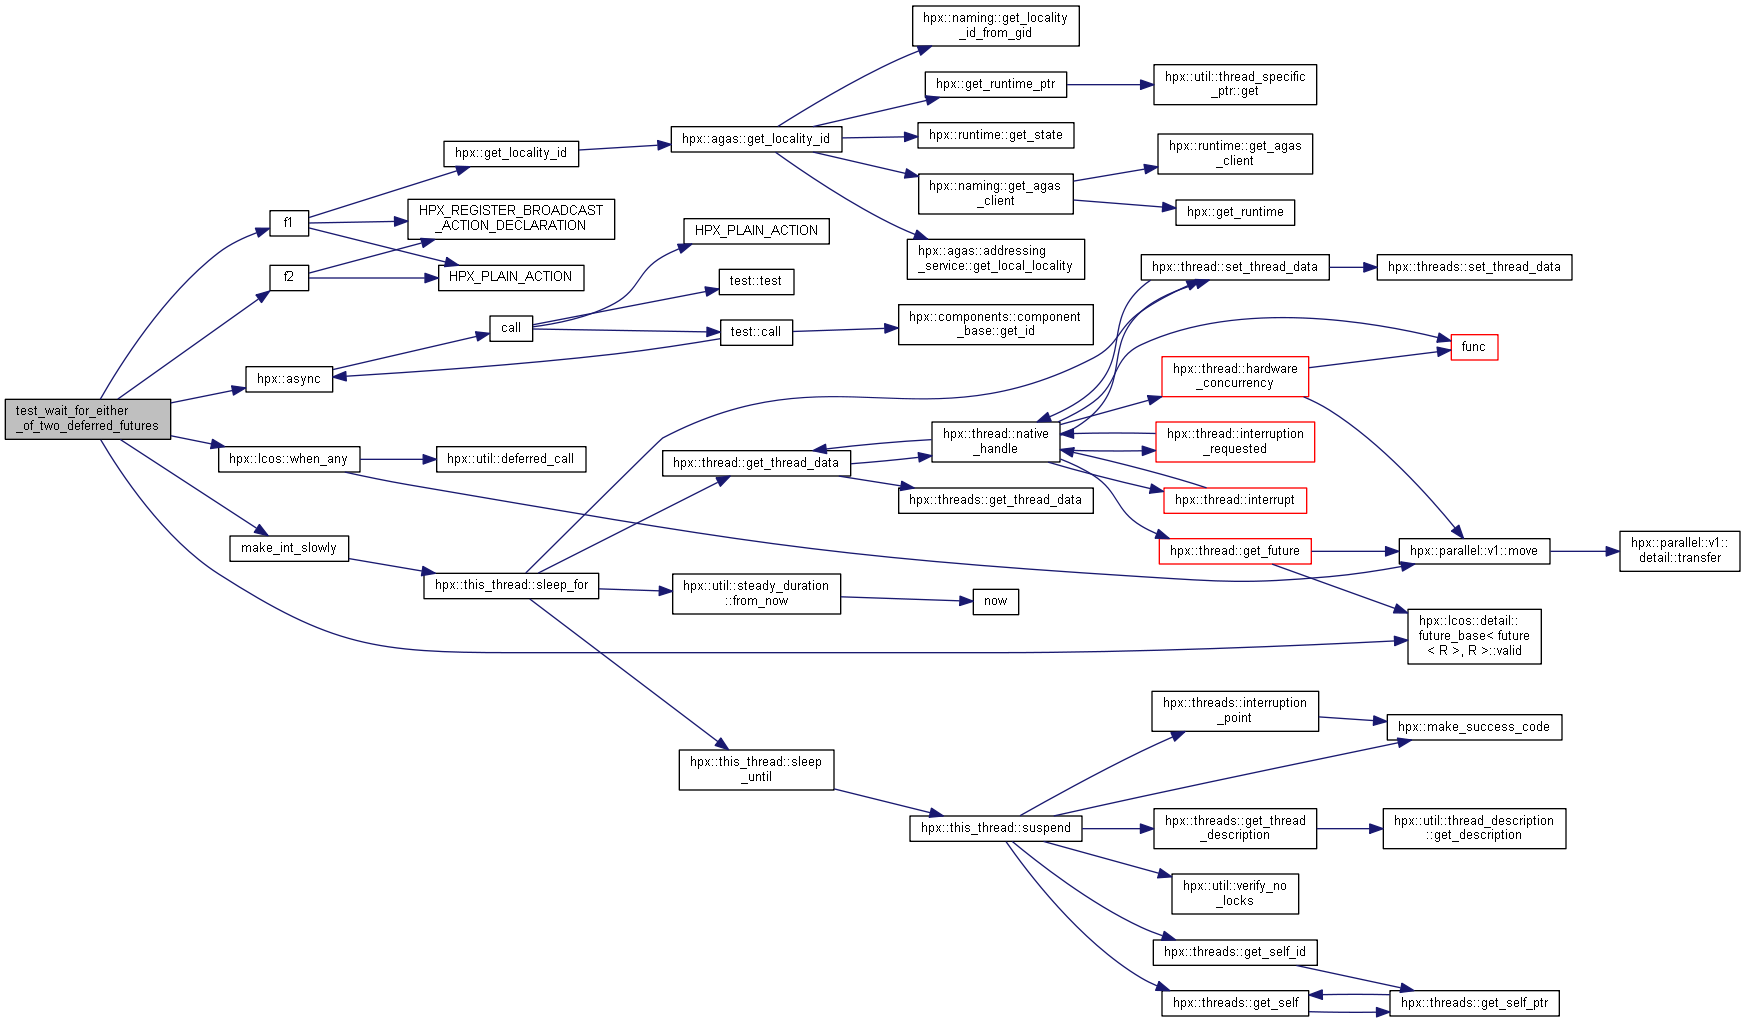 test_wait_for_either
_of_two_deferred_futures
f1
f2
hpx::async
hpx::lcos::when_any
make_int_slowly
hpx::get_locality_id
HPX_REGISTER_BROADCAST
_ACTION_DECLARATION
HPX_PLAIN_ACTION
call
hpx::util::deferred_call
hpx::this_thread::sleep_for
hpx::agas::get_locality_id
HPX_PLAIN_ACTION
test::test
test::call
hpx::thread::get_thread_data
hpx::util::steady_duration
::from_now
hpx::this_thread::sleep
_until
hpx::naming::get_locality
_id_from_gid
hpx::get_runtime_ptr
hpx::runtime::get_state
hpx::naming::get_agas
_client
hpx::agas::addressing
_service::get_local_locality
hpx::components::component
_base::get_id
hpx::thread::native
_handle
hpx::threads::get_thread_data
now
hpx::this_thread::suspend
hpx::util::thread_specific
_ptr::get
hpx::runtime::get_agas
_client
hpx::get_runtime
hpx::thread::set_thread_data
hpx::thread::hardware
_concurrency
hpx::thread::interruption
_requested
hpx::thread::interrupt
hpx::thread::get_future
hpx::threads::interruption
_point
hpx::threads::get_thread
_description
hpx::util::verify_no
_locks
hpx::threads::get_self_id
hpx::threads::get_self
hpx::threads::set_thread_data
func
hpx::parallel::v1::move
hpx::lcos::detail::
future_base< future
< R >, R >::valid
hpx::make_success_code
hpx::util::thread_description
::get_description
hpx::threads::get_self_ptr
hpx::parallel::v1::
detail::transfer